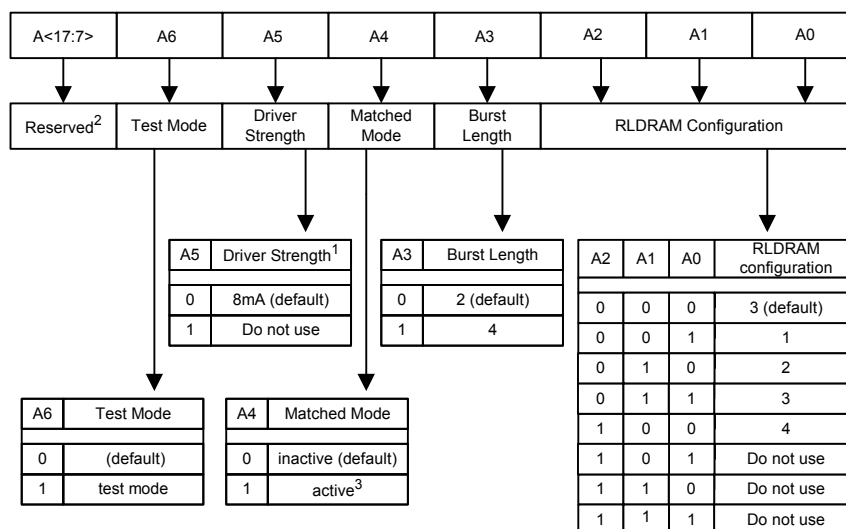 A<17:7> A6 A5 A4 A3 A2 A1 A0
Reserved2 Test Mode Driver Strength Matched Mode Burst Length RLDRAM Configuration
A5 Driver Strength1
0 8mA (default)
1 Do not use
A3 Burst Length
0 2 (default)
1 4
A2 A1 A0 RLDRAM configuration
0 0 0 3 (default)
0 0 1 1
0 1 0 2
0 1 1 3
1 0 0 4
1 0 1 Do not use
1 1 0 Do not use
1 1 1 Do not use
A6 Test Mode
0 (default)
1 test mode
A4 Matched Mode
0 inactive (default)
1 active3